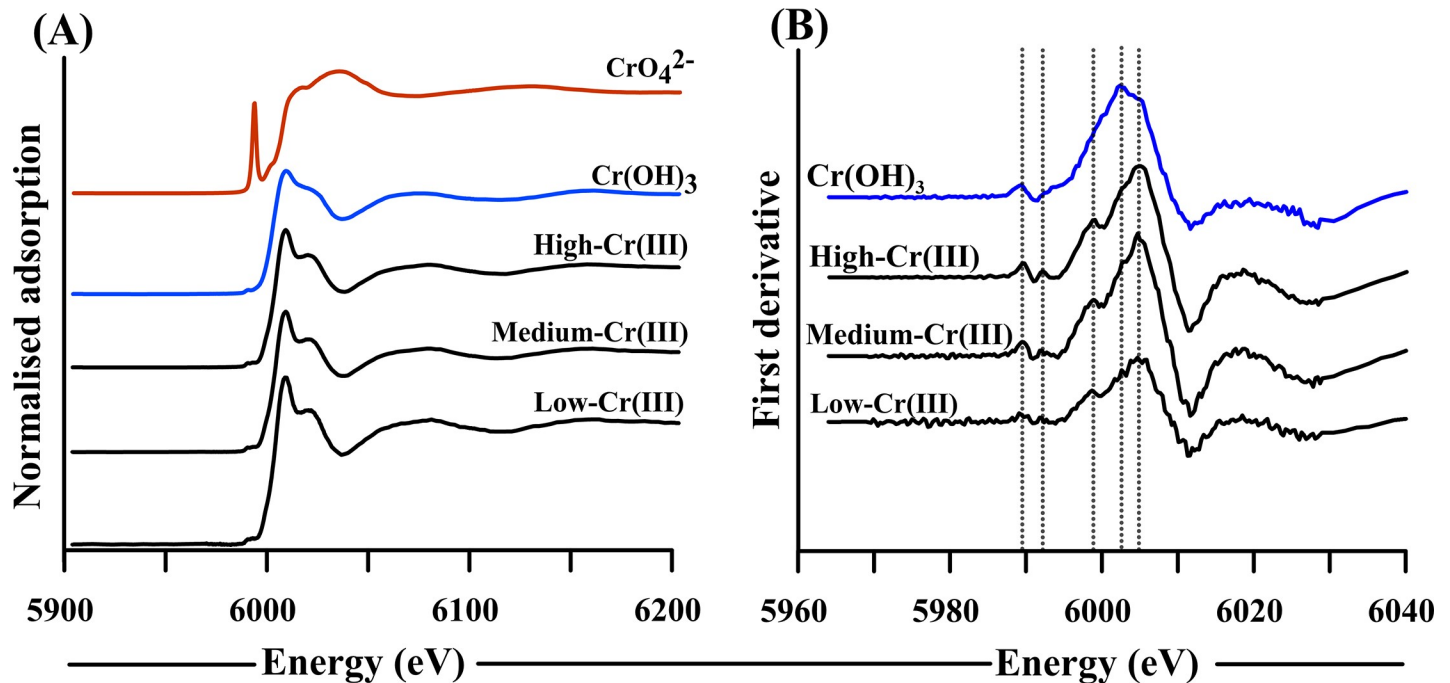 (A)
Normalised adsorption
CrO₄²⁻
Cr(OH)₃
High-Cr(III)
Medium-Cr(III)
Low-Cr(III)
5900 6000 6100 6200
Energy (eV)
(B)
First derivative
Cr(OH)₃
High-Cr(III)
Medium-Cr(III)
Low-Cr(III)
5960 5980 6000 6020 6040
Energy (eV)